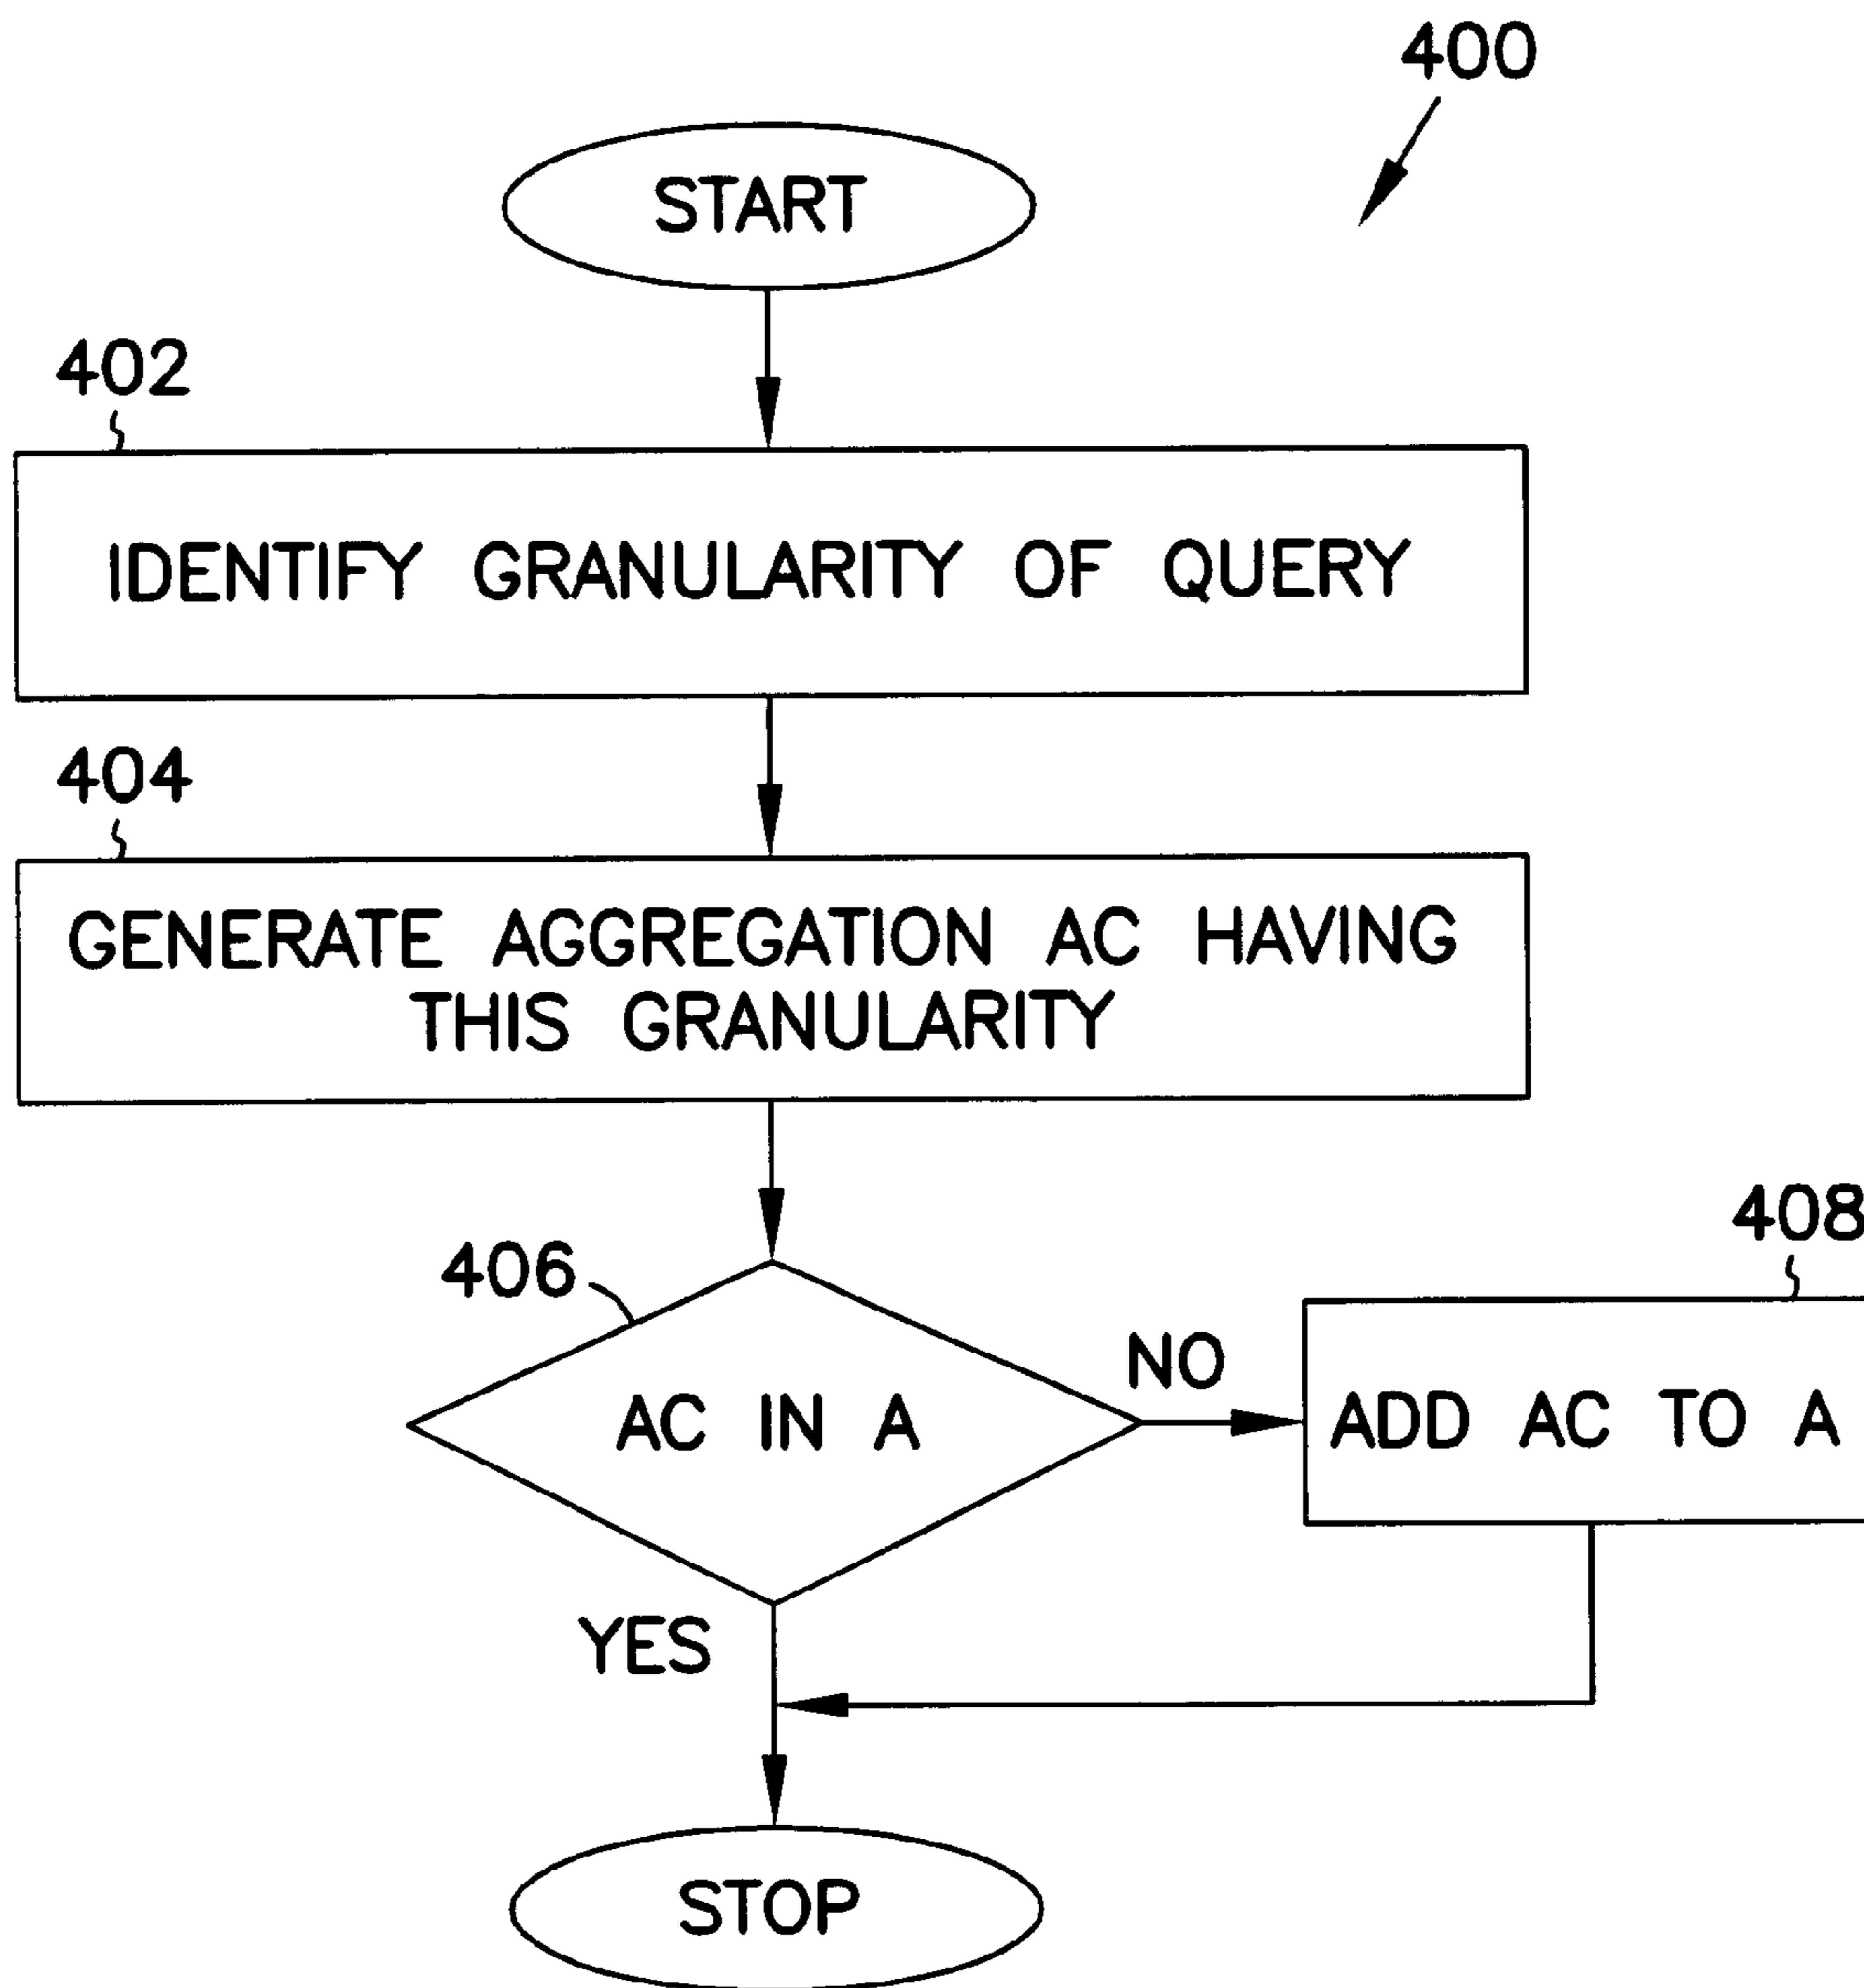 400
START
402
IDENTIFY GRANULARITY OF QUERY
404
GENERATE AGGREGATION AC HAVING
THIS GRANULARITY
406
AC IN A
NO
408
ADD AC TO A
YES
STOP